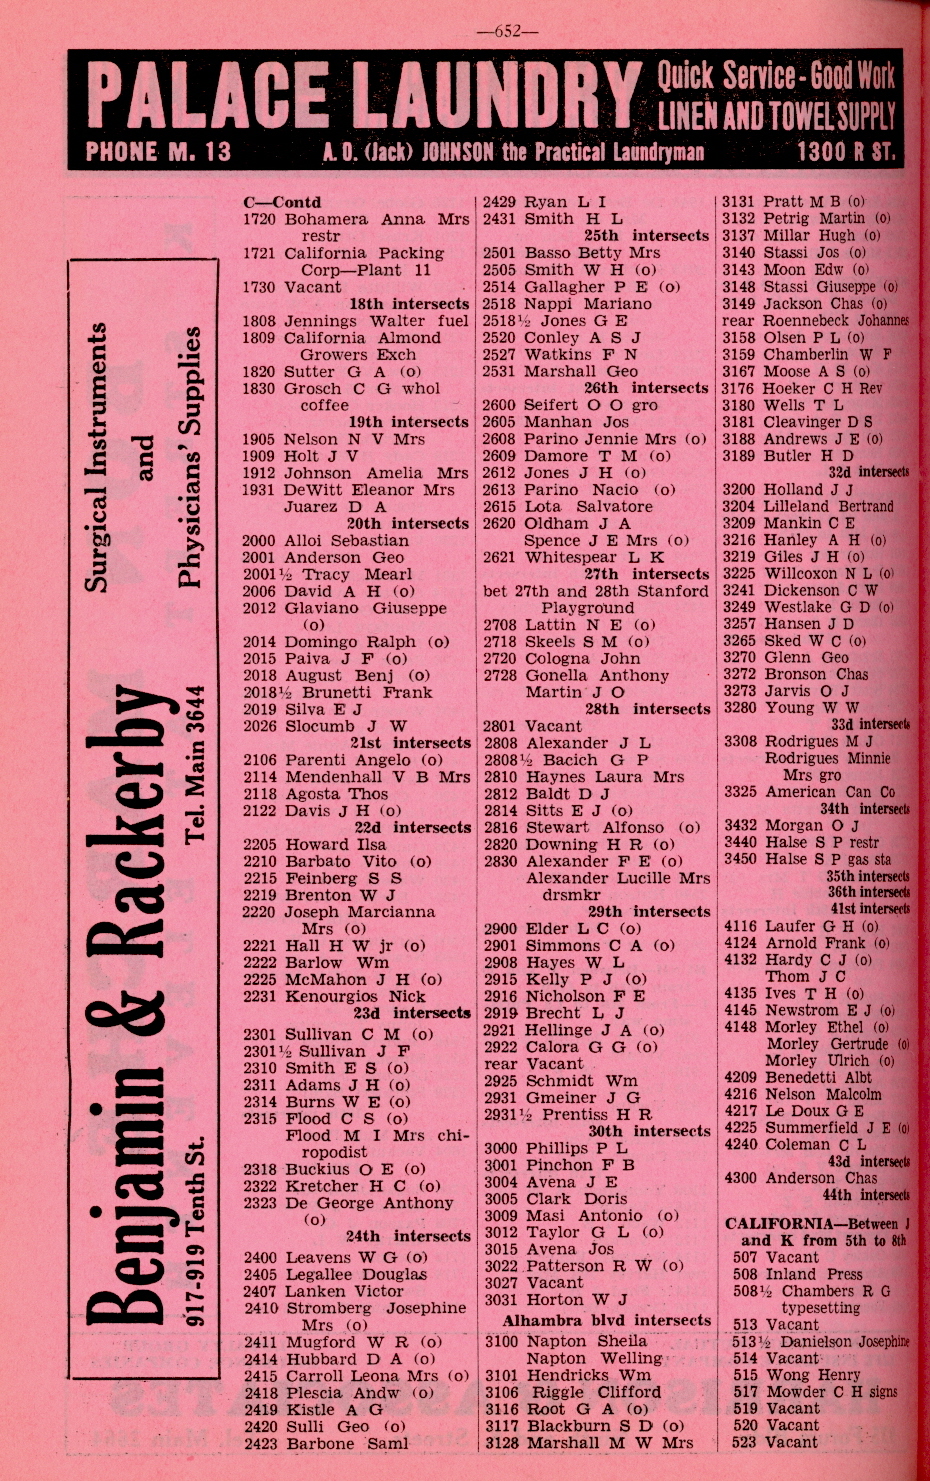 —652—
PALACE LAUNDRY
Quick Service - Good Work
LINEN AND TOWEL SUPPLY
PHONE M. 13
A. O. (Jack) JOHNSON the Practical Laundryman
1300 R ST.
Surgical Instruments
and
Physicians' Supplies
Benjamin & Rackerby
Tel. Main 3644
917-919 Tenth St.
C—Contd
1720 Bohamera Anna Mrs
restr
1721 California Packing
Corp—Plant 11
1730 Vacant
18th intersects
1808 Jennings Walter fuel
1809 California Almond
Growers Exch
1820 Sutter G A (o)
1830 Grosch C G whol
coffee
19th intersects
1905 Nelson N V Mrs
1909 Holt J V
1912 Johnson Amelia Mrs
1931 DeWitt Eleanor Mrs
Juarez D A
20th intersects
2000 Alloi Sebastian
2001 Anderson Geo
2001½ Tracy Mearl
2006 David A H (o)
2012 Glaviano Giuseppe
(o)
2014 Domingo Ralph (o)
2015 Paiva J F (o)
2018 August Benj (o)
2018½ Brunetti Frank
2019 Silva E J
2026 Slocumb J W
21st intersects
2106 Parenti Angelo (o)
2114 Mendenhall V B Mrs
2118 Agosta Thos
2122 Davis J H (o)
22d intersects
2205 Howard Ilsa
2210 Barbato Vito (o)
2215 Feinberg S S
2219 Brenton W J
2220 Joseph Marcianna
Mrs (o)
2221 Hall H W jr (o)
2222 Barlow Wm
2225 McMahon J H (o)
2231 Kenourgios Nick
23d intersects
2301 Sullivan C M (o)
2301½ Sullivan J F
2310 Smith E S (o)
2311 Adams J H (o)
2314 Burns W E (o)
2315 Flood C S (o)
Flood M I Mrs chi-
ropodist
2318 Buckius O E (o)
2322 Kretcher H C (o)
2323 De George Anthony
(o)
24th intersects
2400 Leavens W G (o)
2405 Legallee Douglas
2407 Lanken Victor
2410 Stromberg Josephine
Mrs (o)
2411 Mugford W R (o)
2414 Hubbard D A (o)
2415 Carroll Leona Mrs (o)
2418 Plescia Andw (o)
2419 Kistle A G
2420 Sulli Geo (o)
2423 Barbone Saml
2429 Ryan L I
2431 Smith H L
25th intersects
2501 Basso Betty Mrs
2505 Smith W H (o)
2514 Gallagher P E (o)
2518 Nappi Mariano
2518½ Jones G E
2520 Conley A S J
2527 Watkins F N
2531 Marshall Geo
26th intersects
2600 Seifert O O gro
2605 Manhan Jos
2608 Parino Jennie Mrs (o)
2609 Damore T M (o)
2612 Jones J H (o)
2613 Parino Nacio (o)
2615 Lota Salvatore
2620 Oldham J A
Spence J E Mrs (o)
2621 Whitespear L K
27th intersects
bet 27th and 28th Stanford
Playground
2708 Lattin N E (o)
2718 Skeels S M (o)
2720 Cologna John
2728 Gonella Anthony
Martin J O
28th intersects
2801 Vacant
2808 Alexander J L
2808½ Bacich G P
2810 Haynes Laura Mrs
2812 Baldt D J
2814 Sitts E J (o)
2816 Stewart Alfonso (o)
2820 Downing H R (o)
2830 Alexander F E (o)
Alexander Lucille Mrs
drsmkr
29th intersects
2900 Elder L C (o)
2901 Simmons C A (o)
2908 Hayes W L
2915 Kelly P J (o)
2916 Nicholson F E
2919 Brecht L J
2921 Hellinge J A (o)
2922 Calora G G (o)
rear Vacant
2925 Schmidt Wm
2931 Gmeiner J G
2931½ Prentiss H R
30th intersects
3000 Phillips P L
3001 Pinchon F B
3004 Avena J E
3005 Clark Doris
3009 Masi Antonio (o)
3012 Taylor G L (o)
3015 Avena Jos
3022 Patterson R W (o)
3027 Vacant
3031 Horton W J
Alhambra blvd intersects
3100 Napton Sheila
Napton Welling
3101 Hendricks Wm
3106 Riggle Clifford
3116 Root G A (o)
3117 Blackburn S D (o)
3128 Marshall M W Mrs
3131 Pratt M B (o)
3132 Petrig Martin (o)
3137 Millar Hugh (o)
3140 Stassi Jos (o)
3143 Moon Edw (o)
3148 Stassi Giuseppe (o)
3149 Jackson Chas (o)
rear Roennebeck Johannes
3158 Olsen P L (o)
3159 Chamberlin W F
3167 Moose A S (o)
3176 Hoeker C H Rev
3180 Wells T L
3181 Cleavinger D S
3188 Andrews J E (o)
3189 Butler H D
32d intersects
3200 Holland J J
3204 Lilleland Bertrand
3209 Mankin C E
3216 Hanley A H (o)
3219 Giles J H (o)
3225 Willcoxon N L (o)
3241 Dickenson C W
3249 Westlake G D (o)
3257 Hansen J D
3265 Sked W C (o)
3270 Glenn Geo
3272 Bronson Chas
3273 Jarvis O J
3280 Young W W
33d intersects
3308 Rodrigues M J
Rodrigues Minnie
Mrs gro
3325 American Can Co
34th intersects
3432 Morgan O J
3440 Halse S P restr
3450 Halse S P gas sta
35th intersects
36th intersects
41st intersects
4116 Laufer G H (o)
4124 Arnold Frank (o)
4132 Hardy C J (o)
Thom J C
4135 Ives T H (o)
4145 Newstrom E J (o)
4148 Morley Ethel (o)
Morley Gertrude (o)
Morley Ulrich (o)
4209 Benedetti Albt
4216 Nelson Malcolm
4217 Le Doux G E
4225 Summerfield J E (o)
4240 Coleman C L
43d intersects
4300 Anderson Chas
44th intersects
CALIFORNIA—Between J
and K from 5th to 8th
507 Vacant
508 Inland Press
508½ Chambers R G
typesetting
513 Vacant
513½ Danielson Josephine
514 Vacant
515 Wong Henry
517 Mowder C H signs
519 Vacant
520 Vacant
523 Vacant